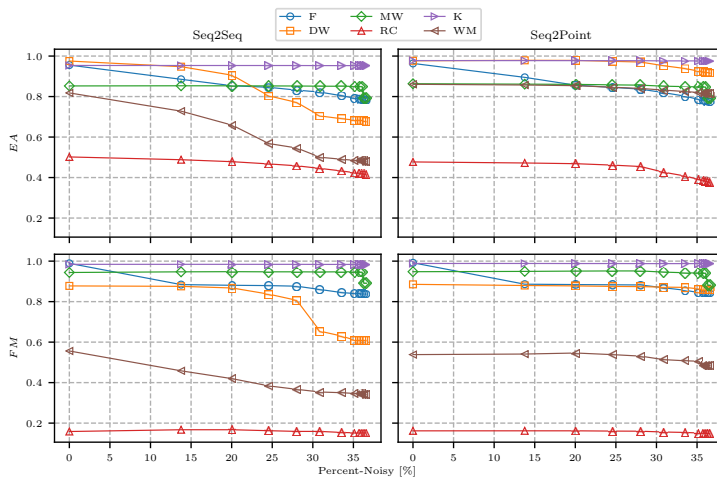 F MW K
DW RC WM
Seq2Seq Seq2Point
1.0
0.8
0.6
0.4
0.2
EA
1.0
0.8
0.6
0.4
0.2
FM
0 5 10 15 20 25 30 35 0 5 10 15 20 25 30 35
Percent-Noisy [%]